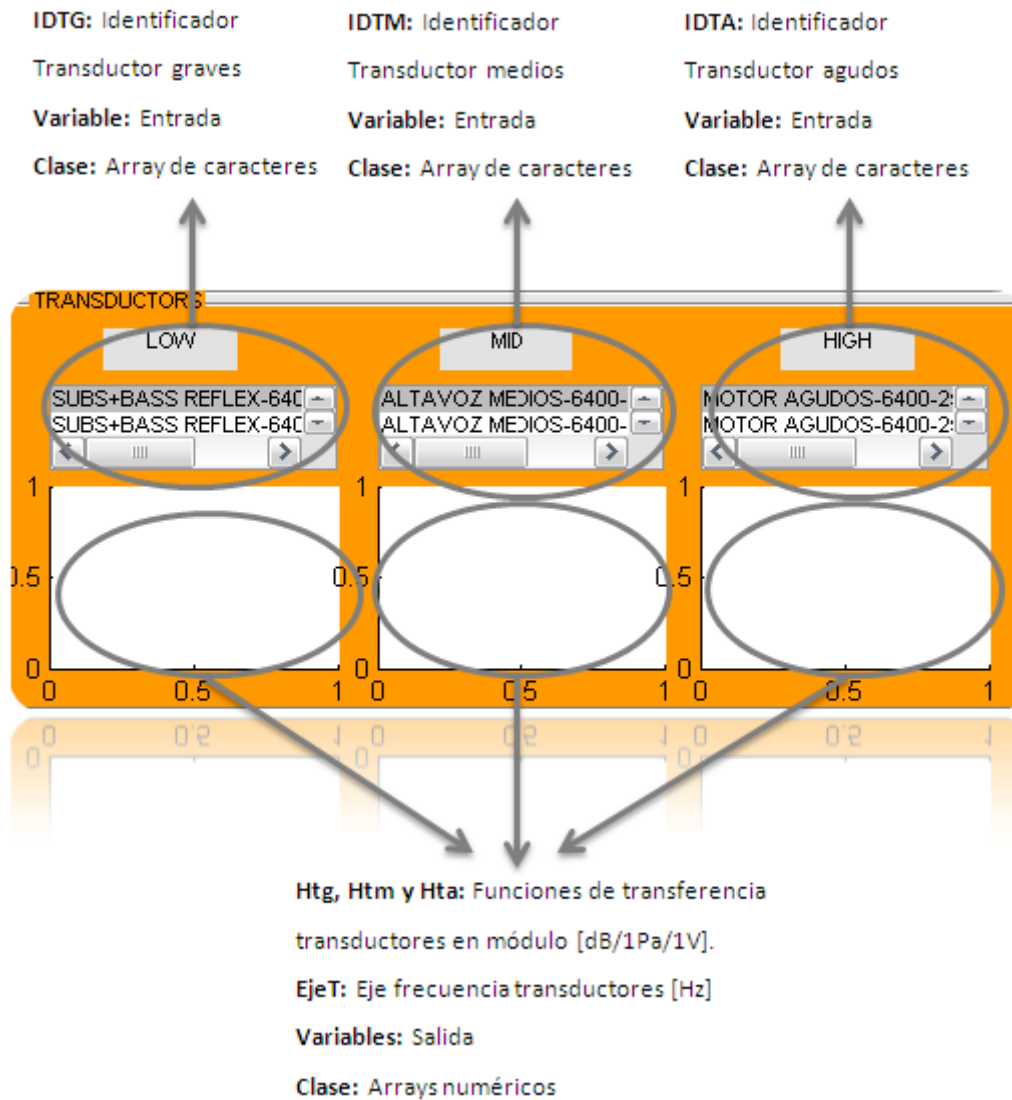 IDTG: Identificador
Transductor graves
Variable: Entrada
Clase: Array de caracteres
IDTM: Identificador
Transductor medios
Variable: Entrada
Clase: Array de caracteres
IDTA: Identificador
Transductor agudos
Variable: Entrada
Clase: Array de caracteres
TRANSDUCTORS
LOW
MID
HIGH
SUBS+BASS REFLEX-640
SUBS+BASS REFLEX-640
ALTAVOZ MEDIOS-6400-
ALTAVOZ MEDIOS-6400-
MOTOR AGUDOS-6400-2
MOTOR AGUDOS-6400-2
1
0.5
0
0 0.5 1
1
0.5
0
0 0.5 1
1
0.5
0
0 0.5 1
Htg, Htm y Hta: Funciones de transferencia
transductores en módulo [dB/1Pa/1V].
EjeT: Eje frecuencia transductores [Hz]
Variables: Salida
Clase: Arrays numéricos